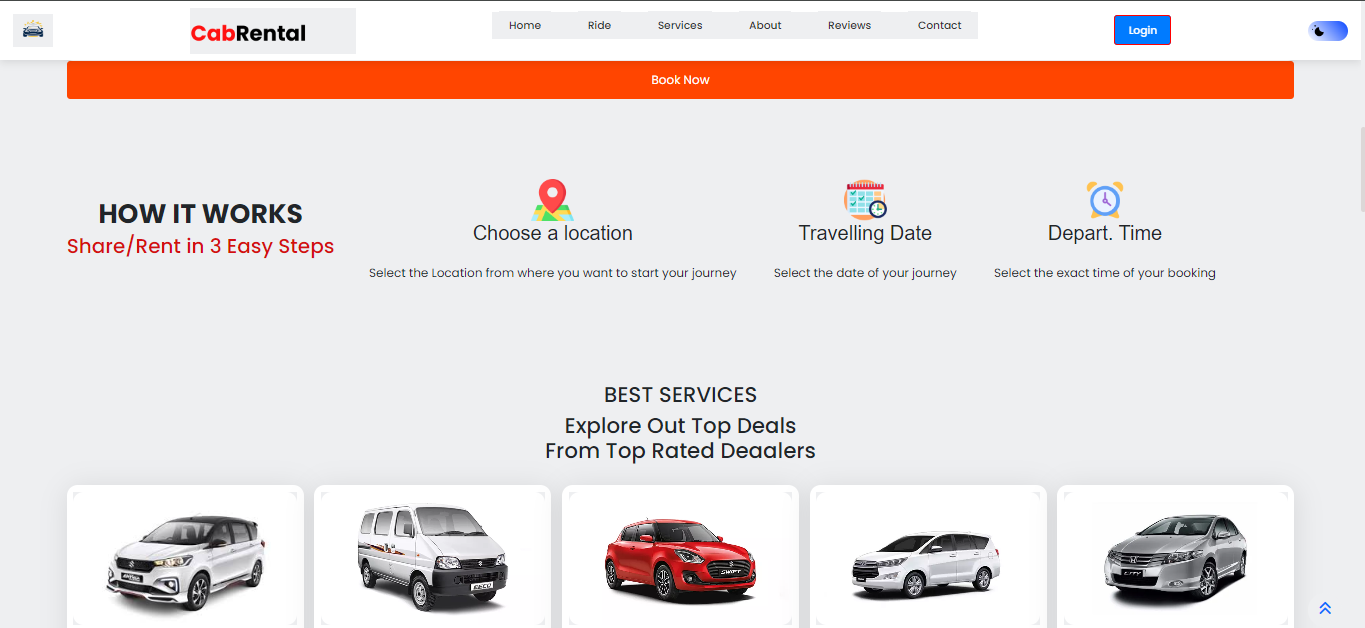 CabRental
Home
Ride
Services
About
Reviews
Contact
Login
Book Now
HOW IT WORKS
Share/Rent in 3 Easy Steps
Choose a location
Select the Location from where you want to start your journey
Travelling Date
Select the date of your journey
Depart. Time
Select the exact time of your booking
BEST SERVICES
Explore Out Top Deals
From Top Rated Deaalers
EECO
SWIFT
CITY